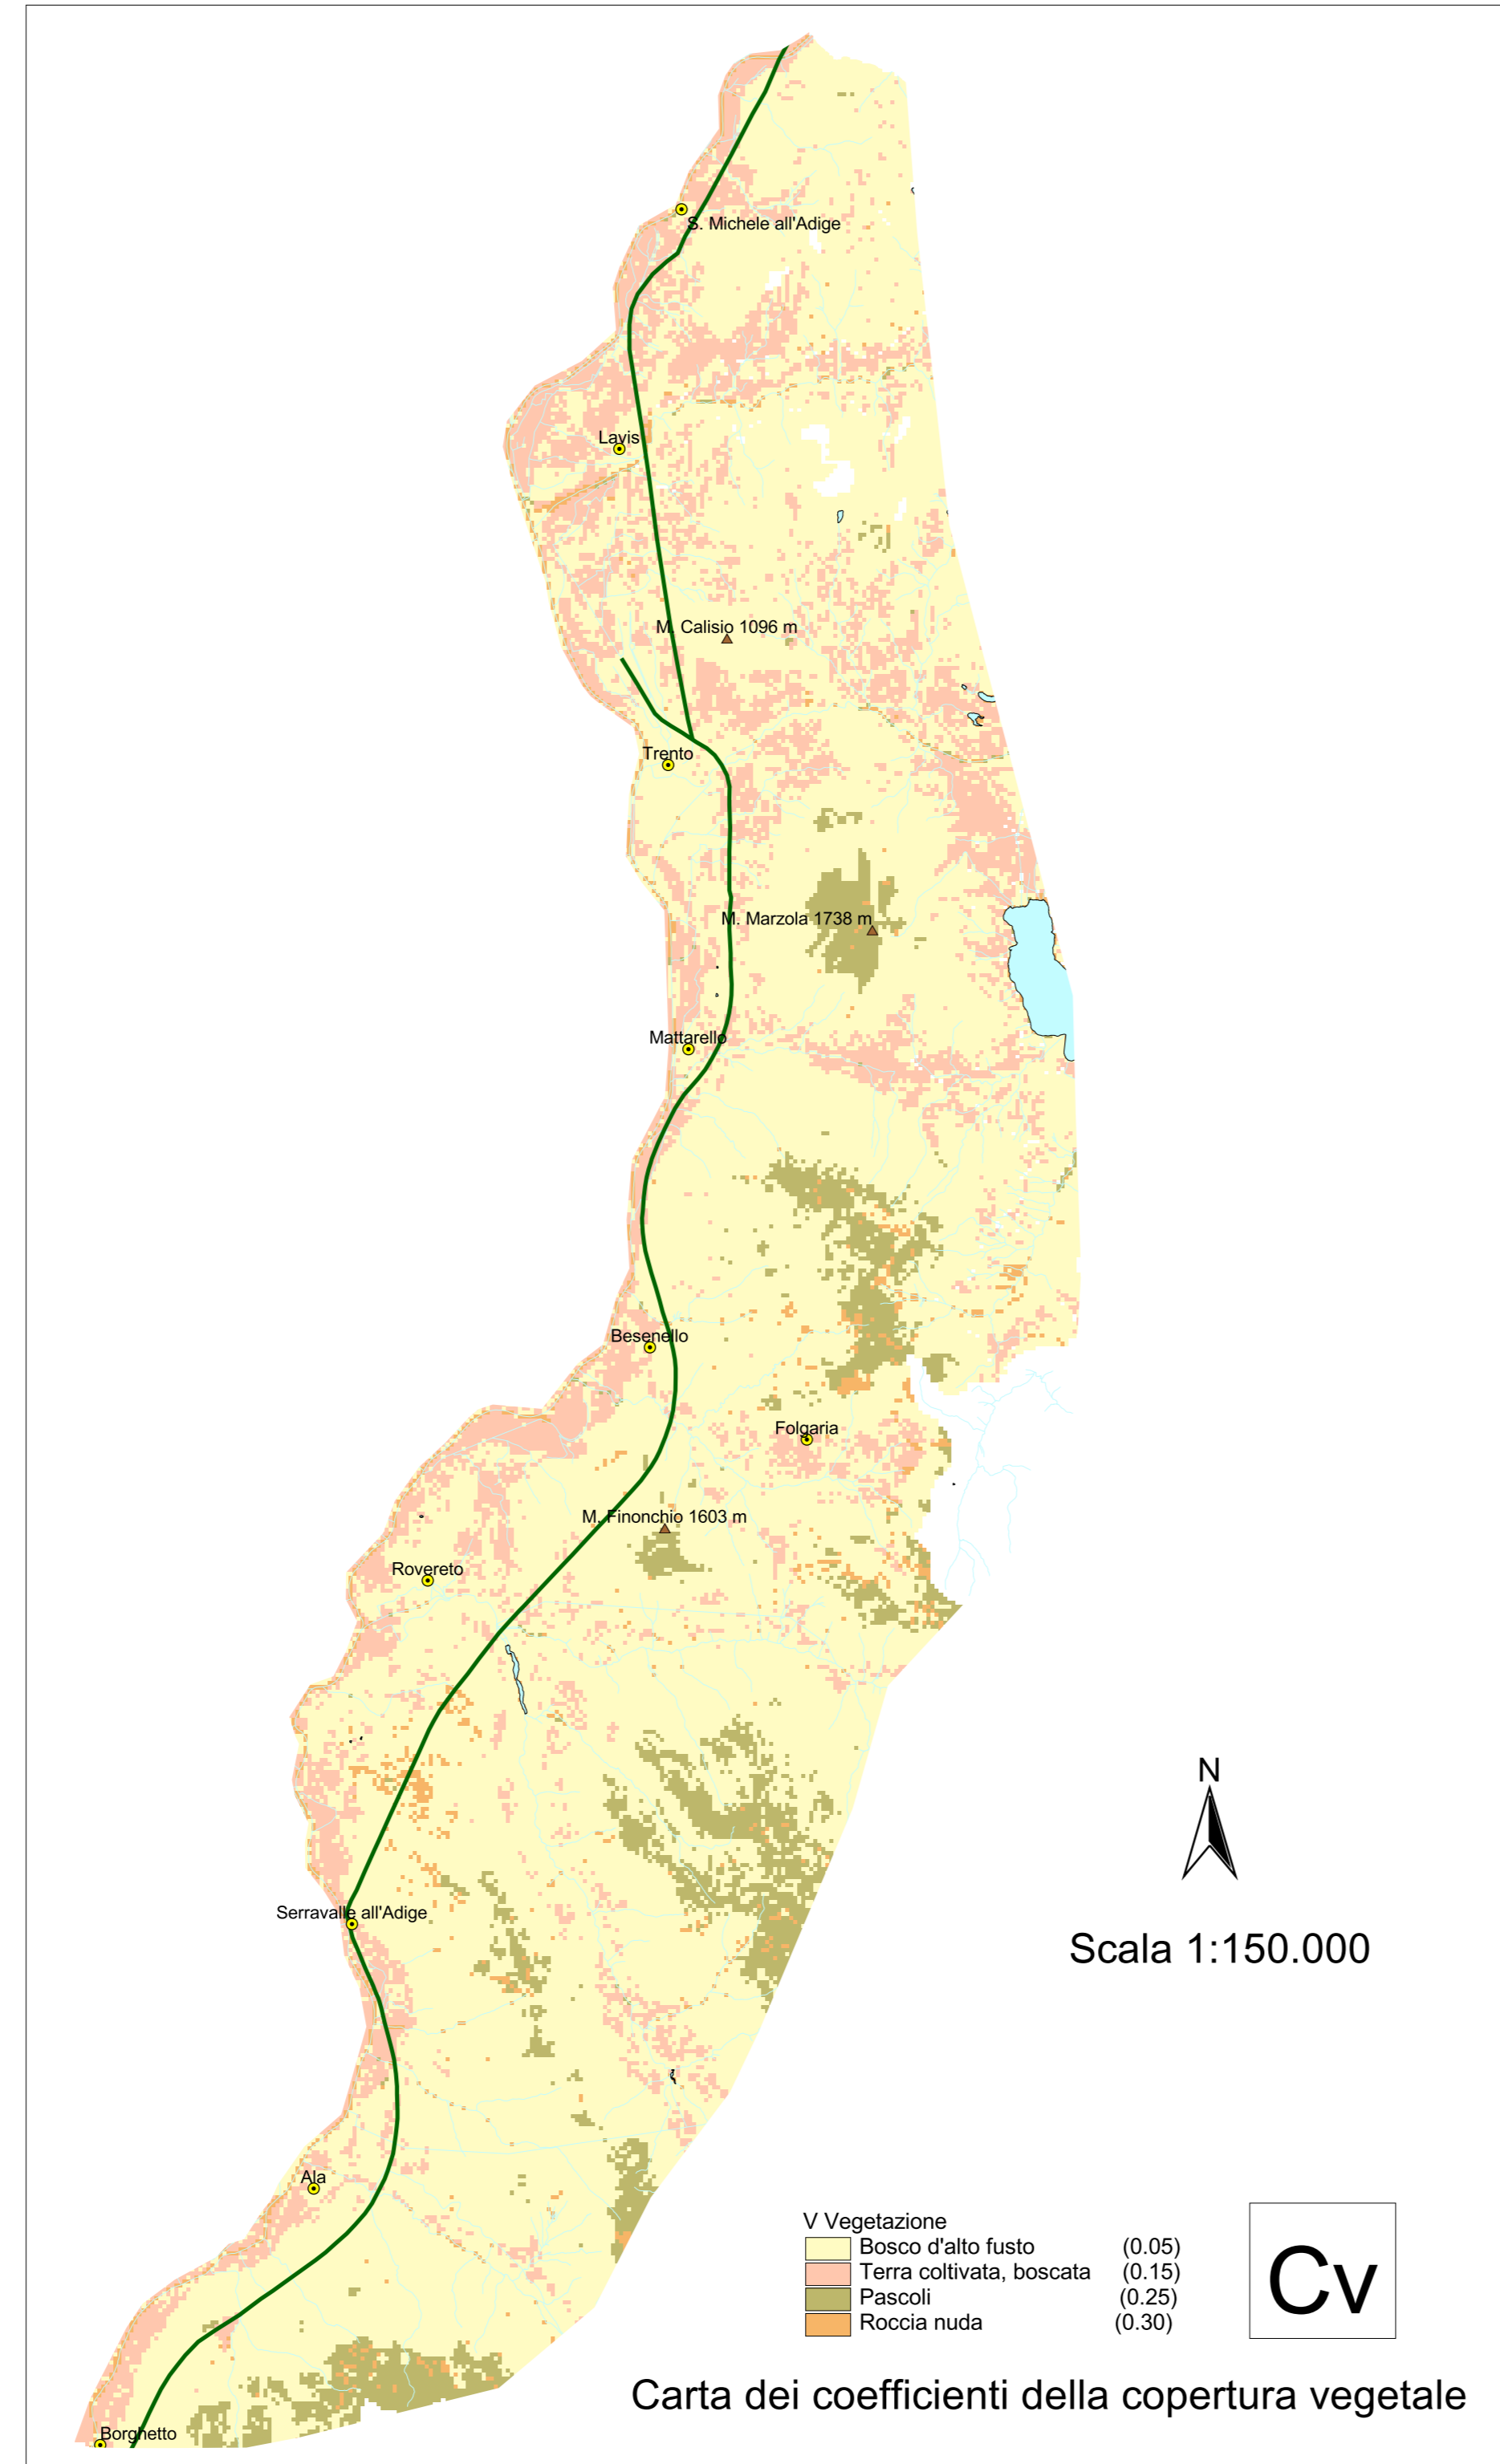 S. Michele all'Adige
Lavis
M. Calisio 1096 m
Trento
M. Marzola 1738 m
Mattarello
Besenello
Folgaria
M. Finonchio 1603 m
Rovereto
N
Serravalle all'Adige
Scala 1:150.000
Ala
V Vegetazione
Bosco d'alto fusto (0.05)
Terra coltivata, boscata (0.15)
Pascoli (0.25)
Roccia nuda (0.30)
Cv
Carta dei coefficienti della copertura vegetale
Borghetto